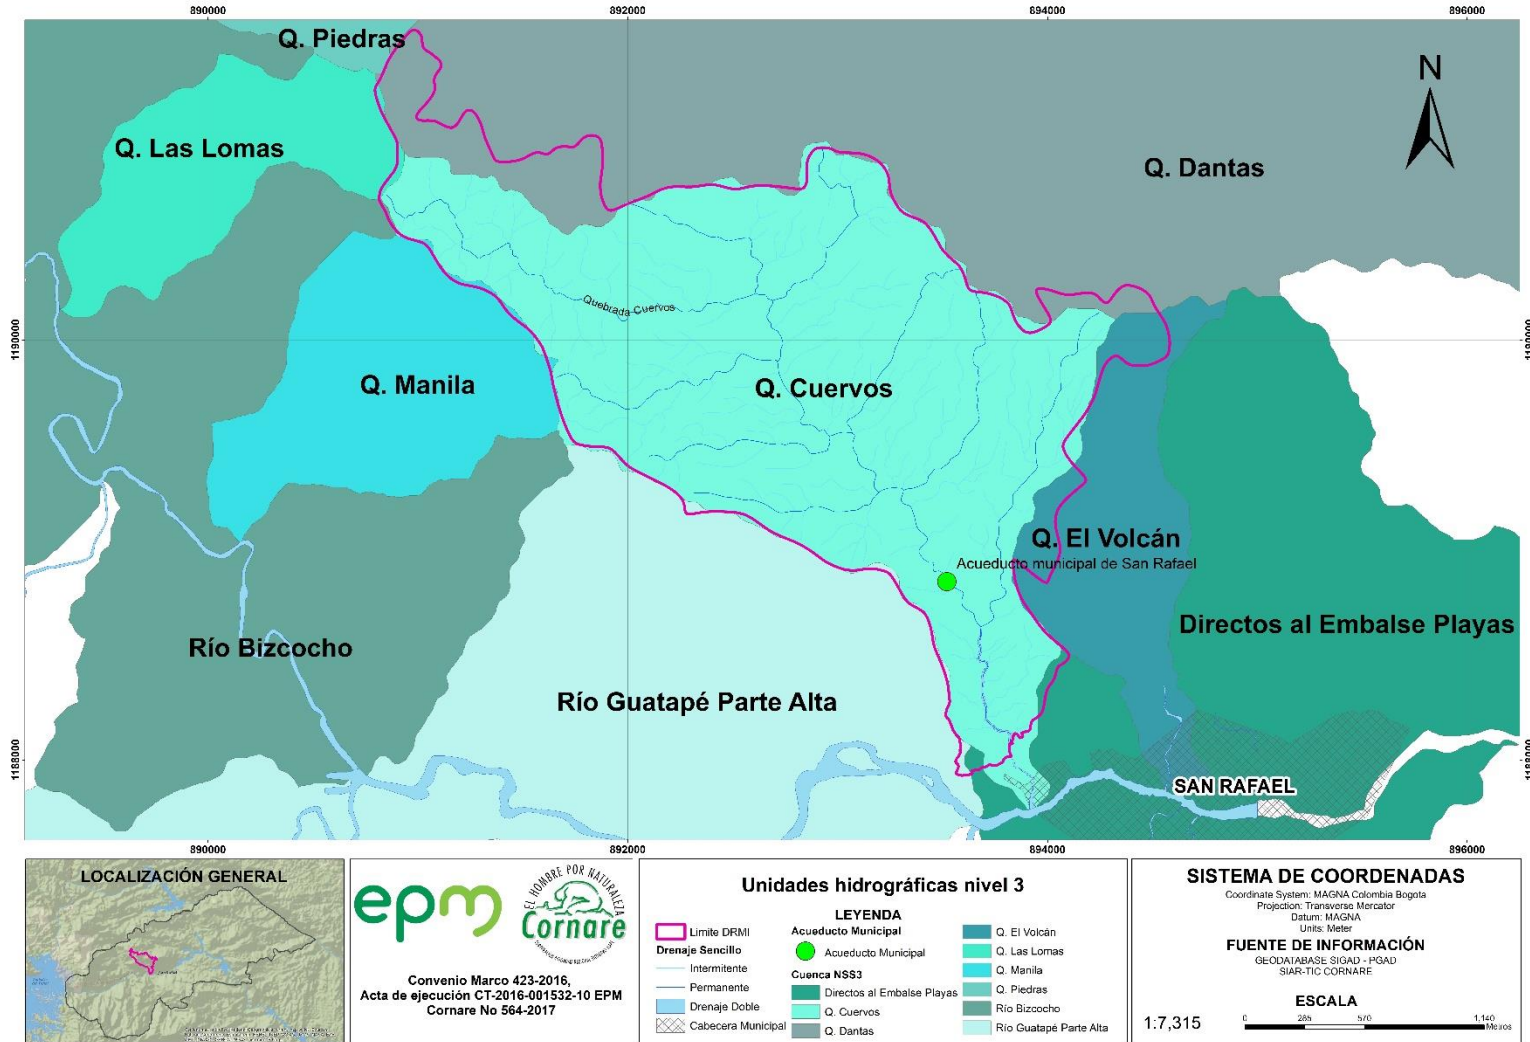 890000
892000
894000
896000
Q. Piedras
N
Q. Las Lomas
Q. Dantas
Quebrada Cuervos
1190000
Q. Manila
Q. Cuervos
Q. El Volcán
Acueducto municipal de San Rafael
Directos al Embalse Playas
Río Bizcocho
Río Guatapé Parte Alta
1188000
1188000
SAN RAFAEL
890000
892000
894000
896000
LOCALIZACIÓN GENERAL
epm
EL HOMBRE POR NATURALEZA
Cornare
Convenio Marco 423-2016,
Acta de ejecución CT-2016-001532-10 EPM
Cornare No 564-2017
Unidades hidrográficas nivel 3
LEYENDA
Limite DRMI
Drenaje Sencillo
Intermitente
Permanente
Drenaje Doble
Cabecera Municipal
Acueducto Municipal
Acueducto Municipal
Cuenca NSS3
Directos al Embalse Playas
Q. Cuervos
Q. Dantas
Q. El Volcán
Q. Las Lomas
Q. Manila
Q. Piedras
Río Bizcocho
Río Guatapé Parte Alta
SISTEMA DE COORDENADAS
Coordinate System: MAGNA Colombia Bogota
Projection: Transverse Mercator
Datum: MAGNA
Units: Meter
FUENTE DE INFORMACIÓN
GEODATABASE SIGAD - PGAD
SIAR-TIC CORNARE
ESCALA
1:7,315
0 285 570 1,140
Metros